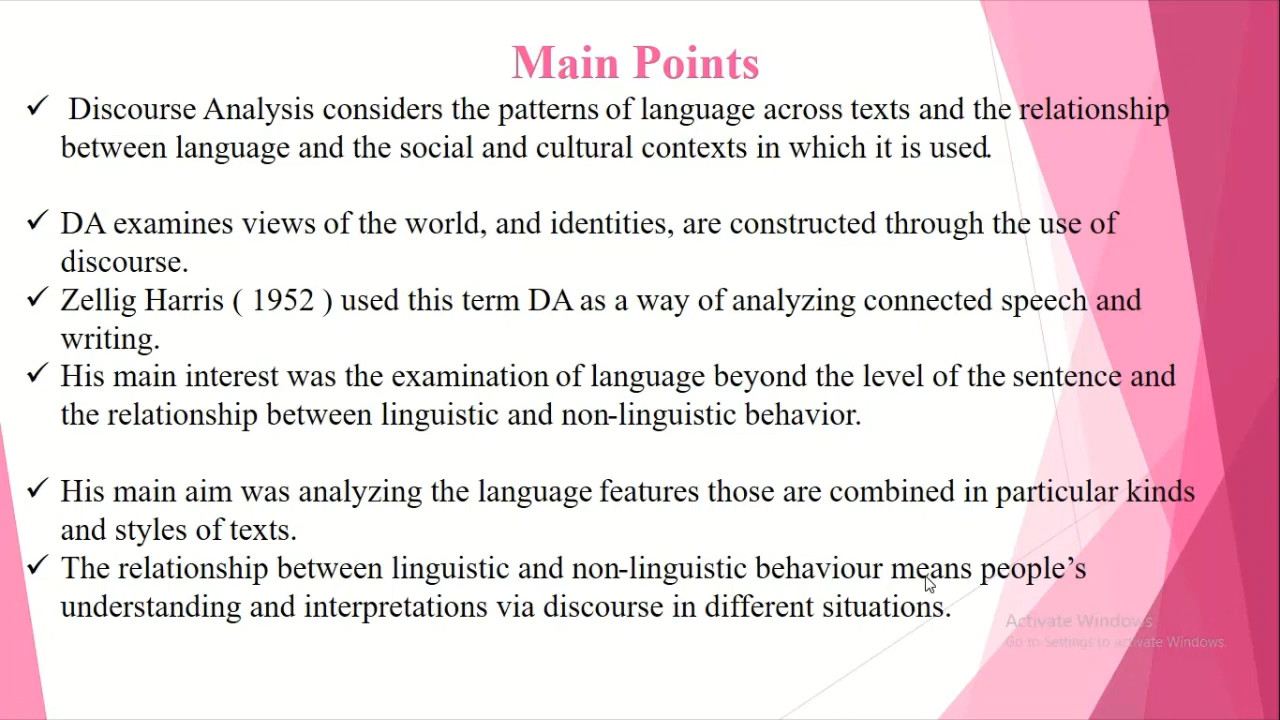 Main Points
✓ Discourse Analysis considers the patterns of language across texts and the relationship
between language and the social and cultural contexts in which it is used.
✓ DA examines views of the world, and identities, are constructed through the use of
discourse.
✓ Zellig Harris ( 1952 ) used this term DA as a way of analyzing connected speech and
writing.
✓ His main interest was the examination of language beyond the level of the sentence and
the relationship between linguistic and non-linguistic behavior.
✓ His main aim was analyzing the language features those are combined in particular kinds
and styles of texts.
✓ The relationship between linguistic and non-linguistic behaviour means people’s
understanding and interpretations via discourse in different situations.
Activate Windows
Go to Settings to activate Windows.